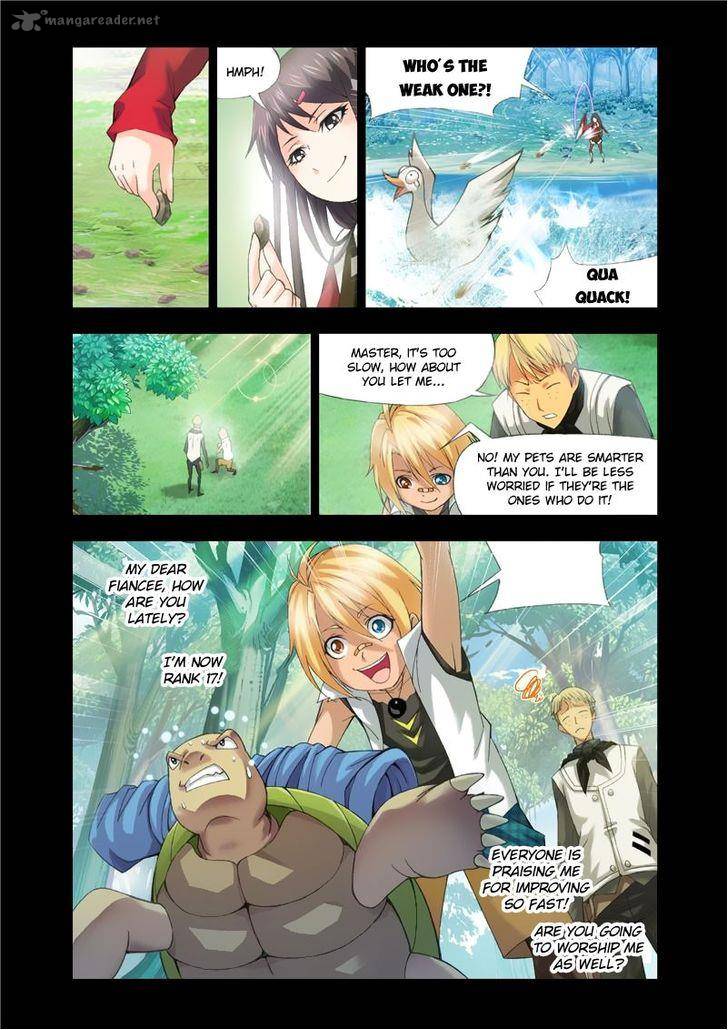 mangareader.net
HMPH!
WHO'S THE
WEAK ONE?!
QUA
QUACK!
MASTER, IT'S TOO
SLOW, HOW ABOUT
YOU LET ME...
NO! MY PETS ARE SMARTER
THAN YOU. I'LL BE LESS
WORRIED IF THEY'RE THE
ONES WHO DO IT!
MY DEAR
FIANCEE, HOW
ARE YOU
LATELY?
I'M NOW
RANK 17!
EVERYONE IS
PRAISING ME
FOR IMPROVING
SO FAST!
ARE YOU GOING
TO WORSHIP ME
AS WELL?